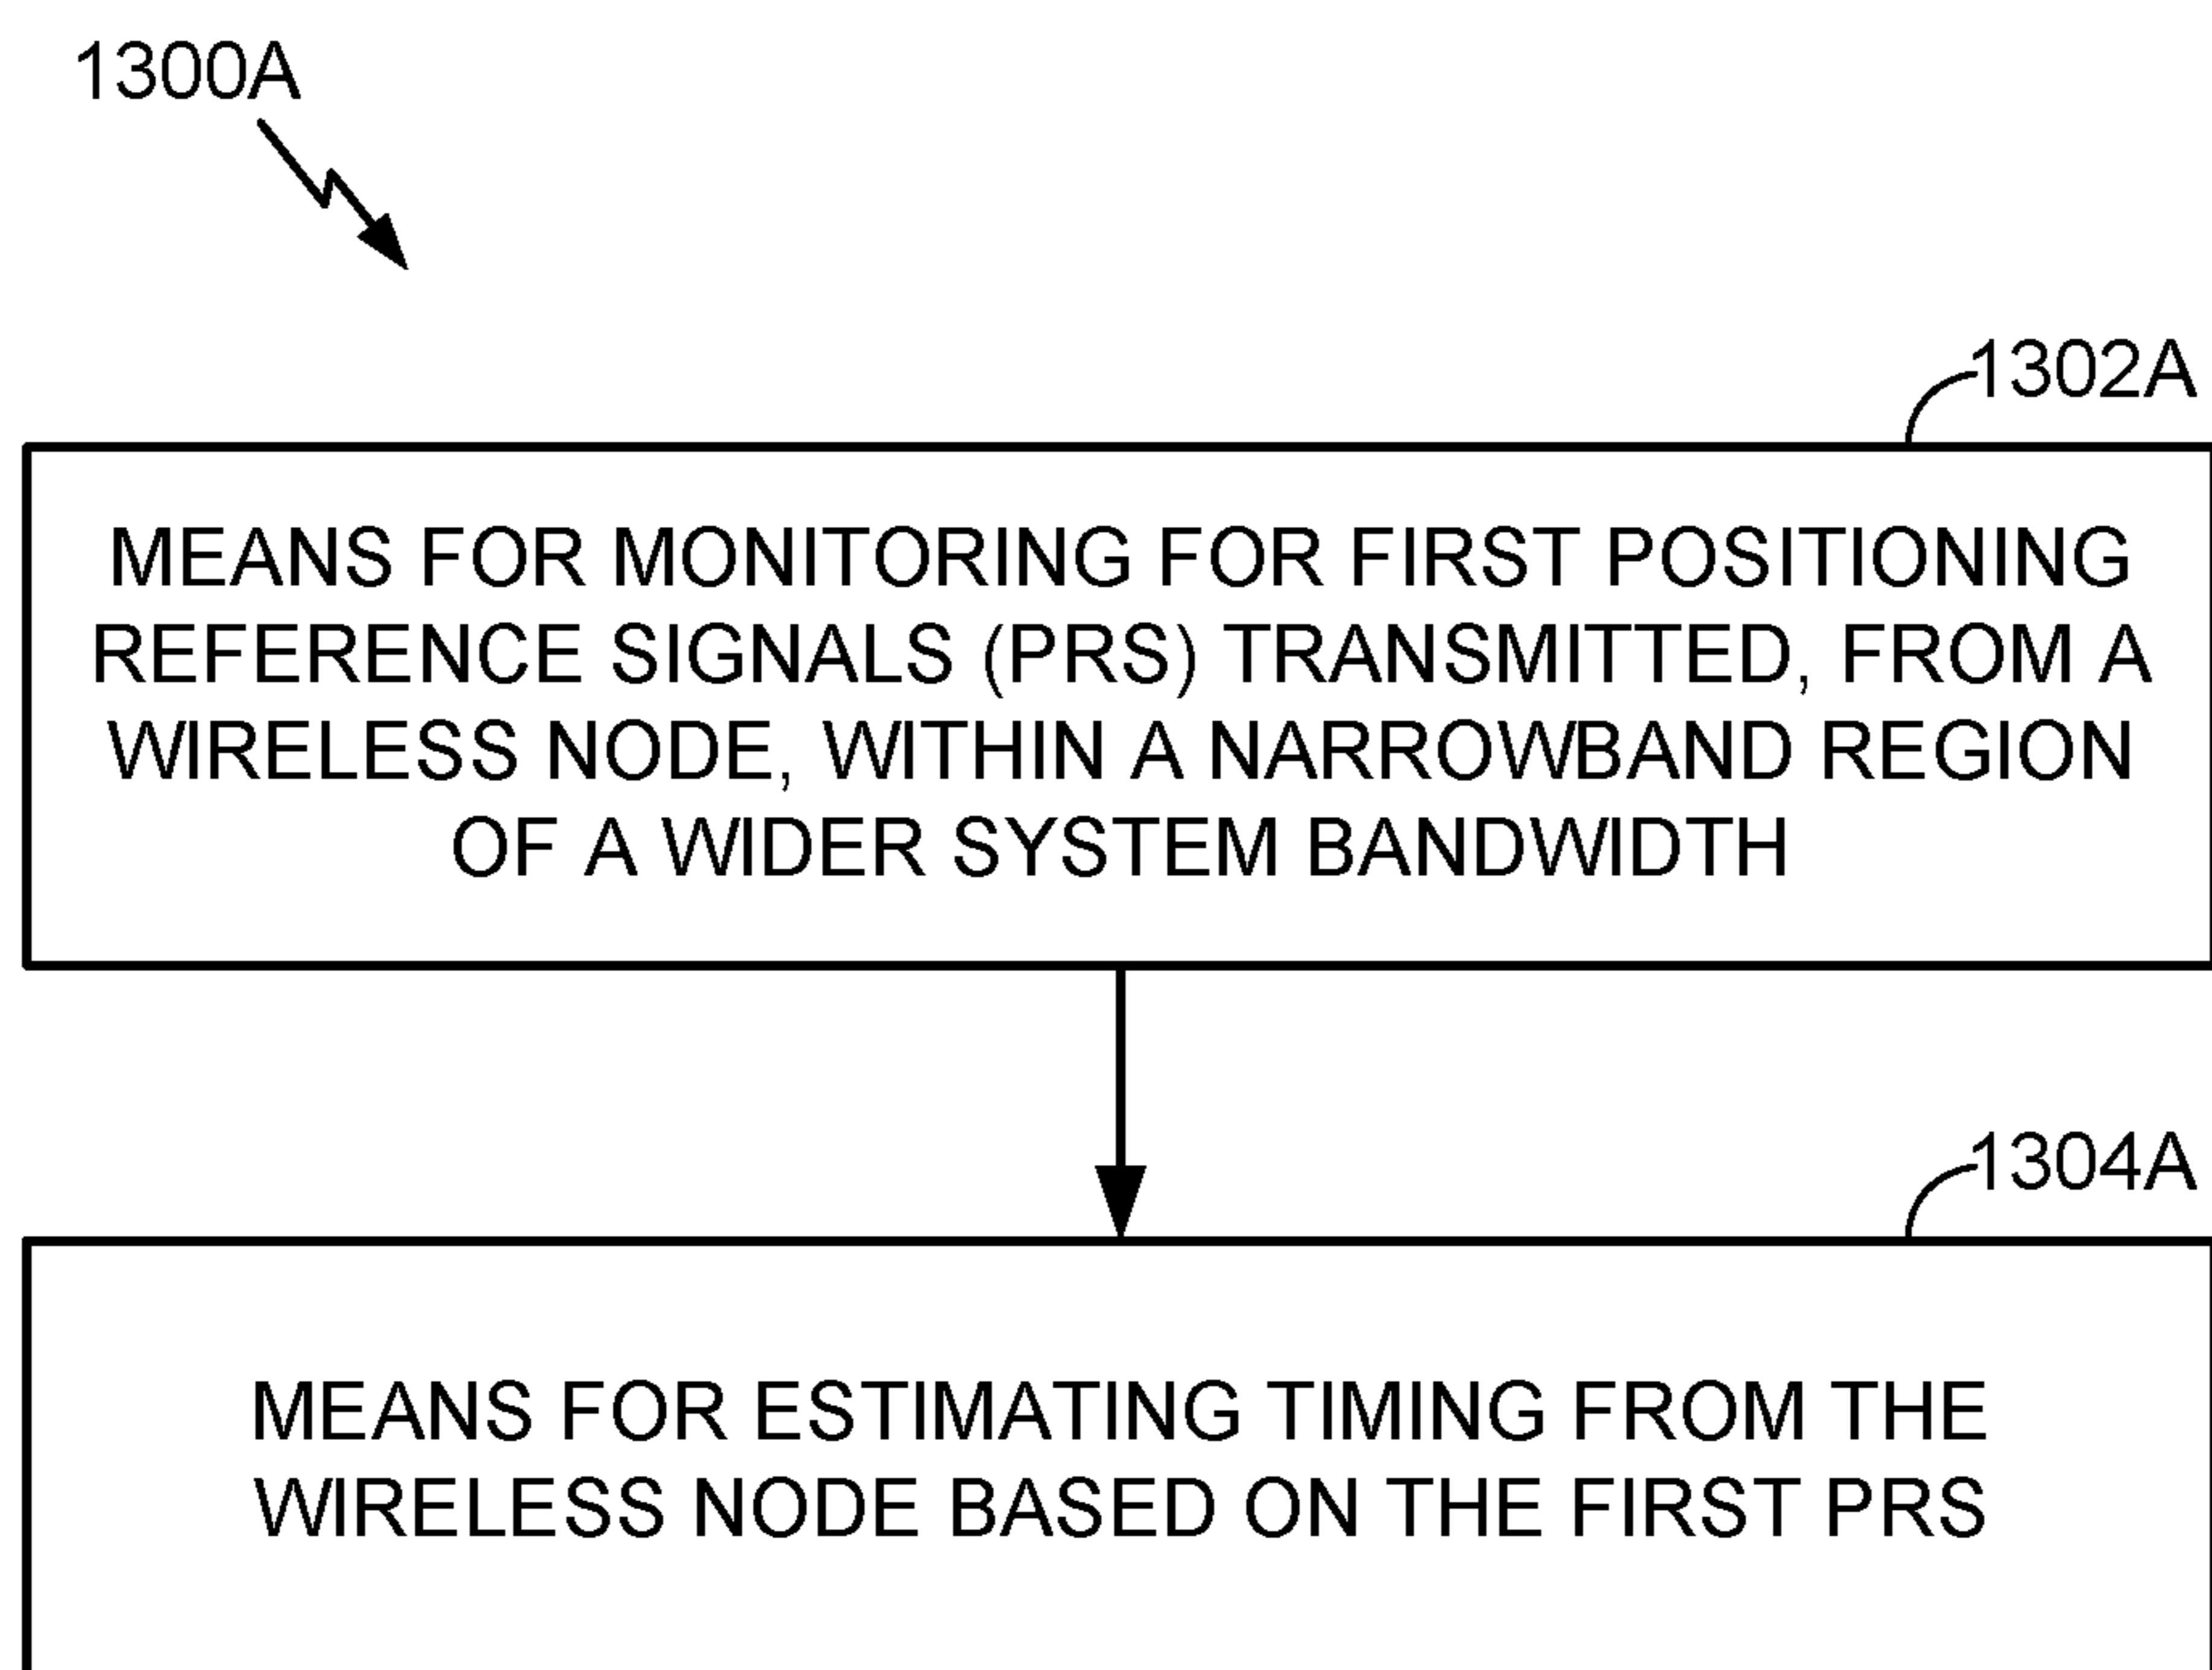 1300A
1302A
MEANS FOR MONITORING FOR FIRST POSITIONING
REFERENCE SIGNALS (PRS) TRANSMITTED, FROM A
WIRELESS NODE, WITHIN A NARROWBAND REGION
OF A WIDER SYSTEM BANDWIDTH
1304A
MEANS FOR ESTIMATING TIMING FROM THE
WIRELESS NODE BASED ON THE FIRST PRS